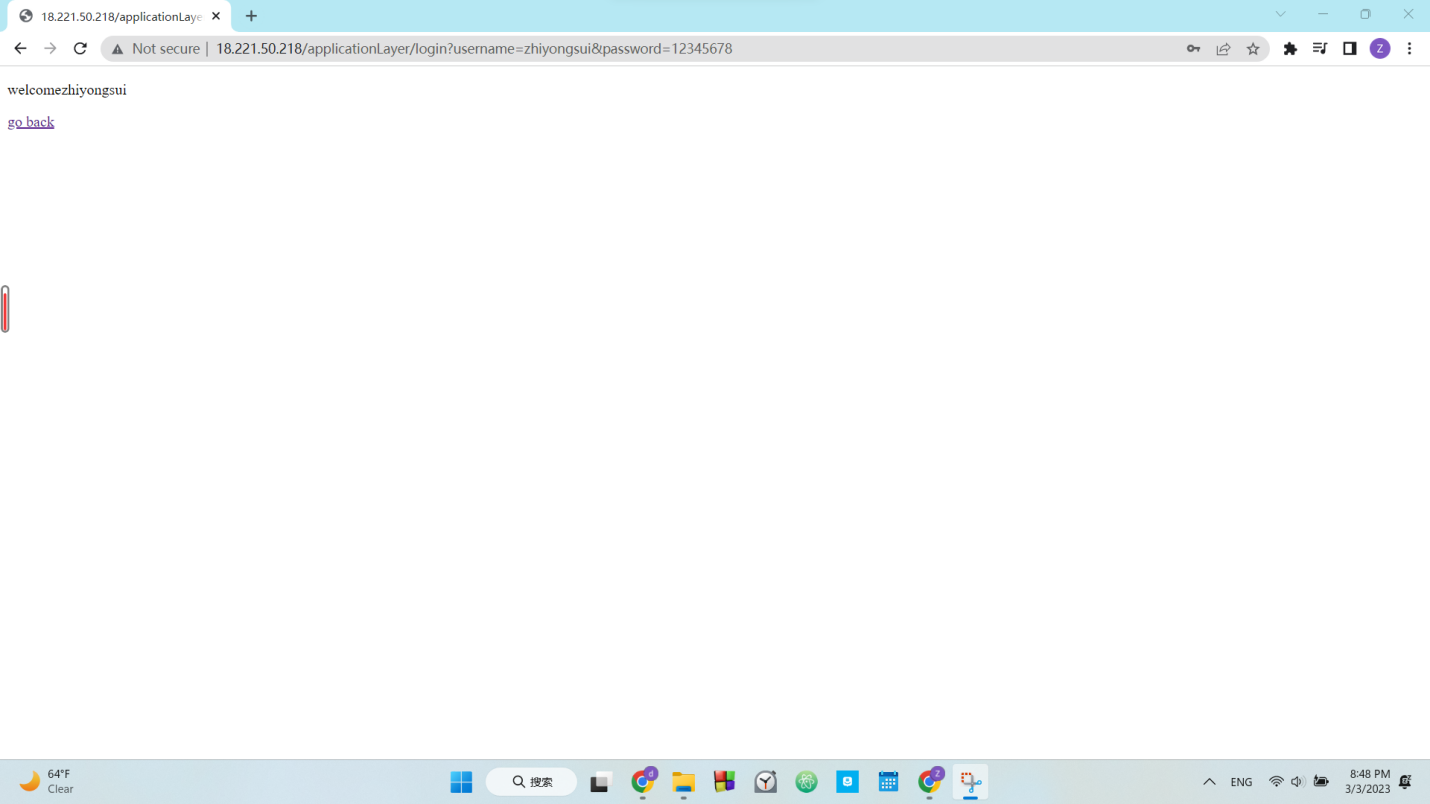 18.221.50.218/applicationLaye
Not secure | 18.221.50.218/applicationLayer/login?username=zhiyongsui&password=12345678
Z
welcomezhiyongsui
go back
64°F
Clear
搜索
d
Z
ENG
8:48 PM
3/3/2023